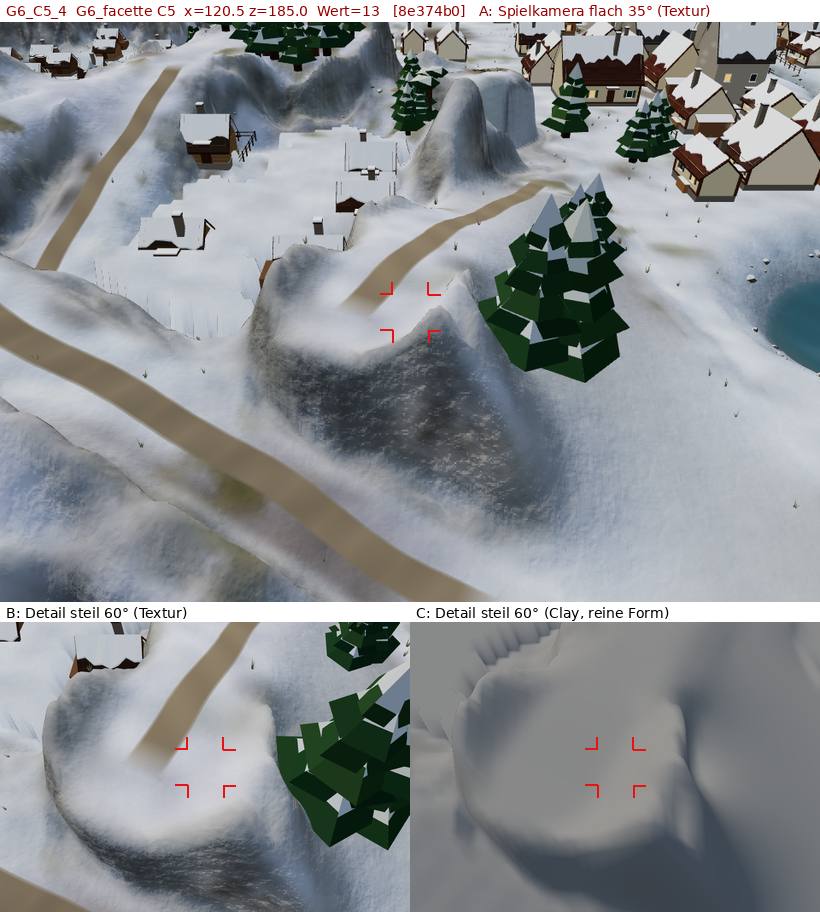 G6_C5_4  G6_facette C5  x=120.5 z=185.0  Wert=13   [8e374b0]   A: Spielkamera flach 35° (Textur)
B: Detail steil 60° (Textur)
C: Detail steil 60° (Clay, reine Form)